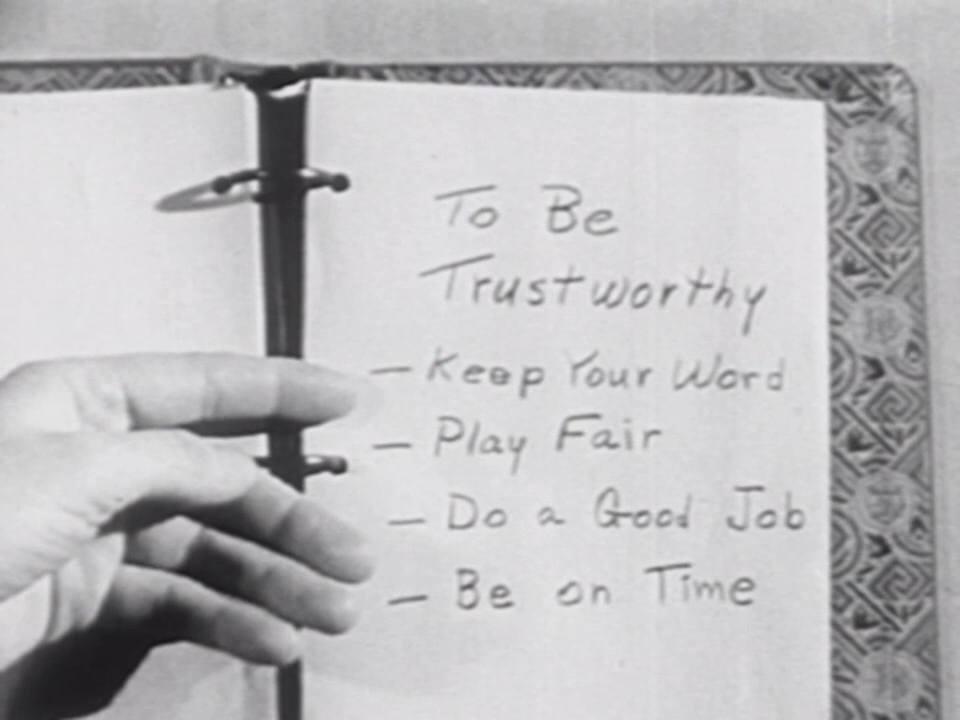 To Be
Trustworthy
— Keep Your Word
— Play Fair
— Do a Good Job
— Be on Time